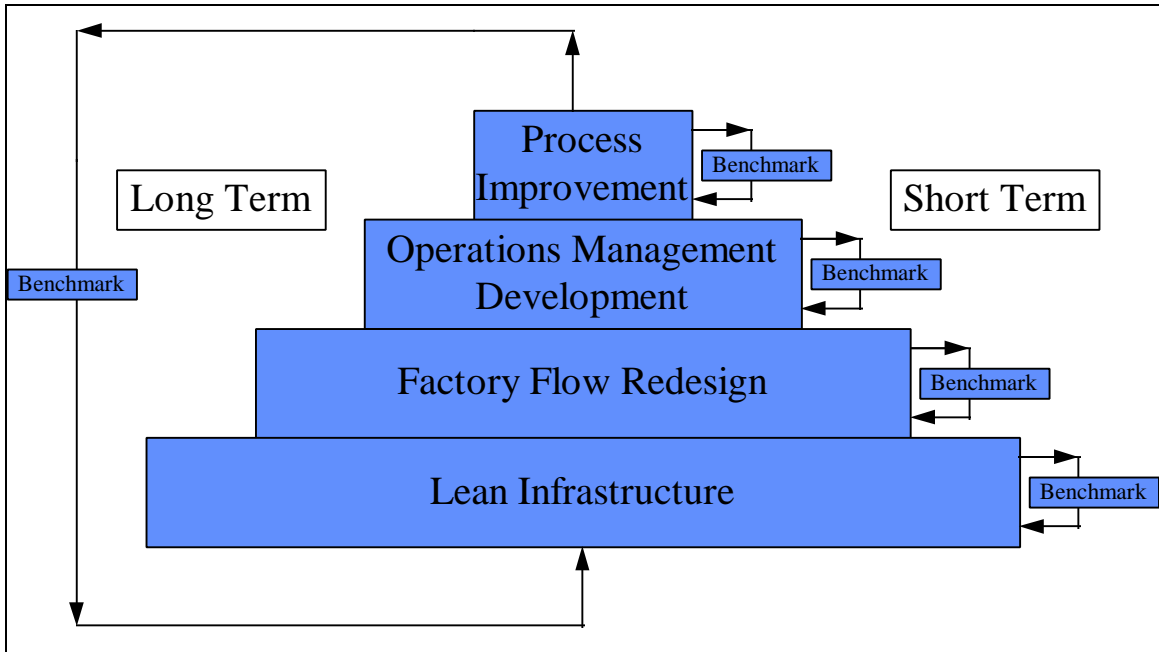 Process
Improvement
Benchmark
Long Term
Short Term
Operations Management
Development
Benchmark
Benchmark
Factory Flow Redesign
Benchmark
Lean Infrastructure
Benchmark